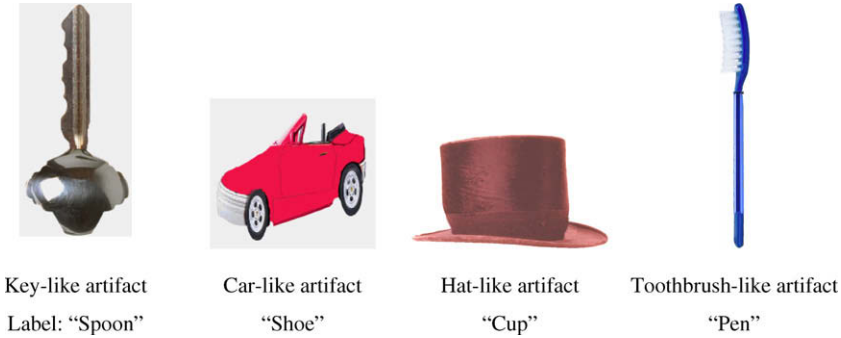 Key-like artifact Car-like artifact Hat-like artifact Toothbrush-like artifact
Label: “Spoon” “Shoe” “Cup” “Pen”